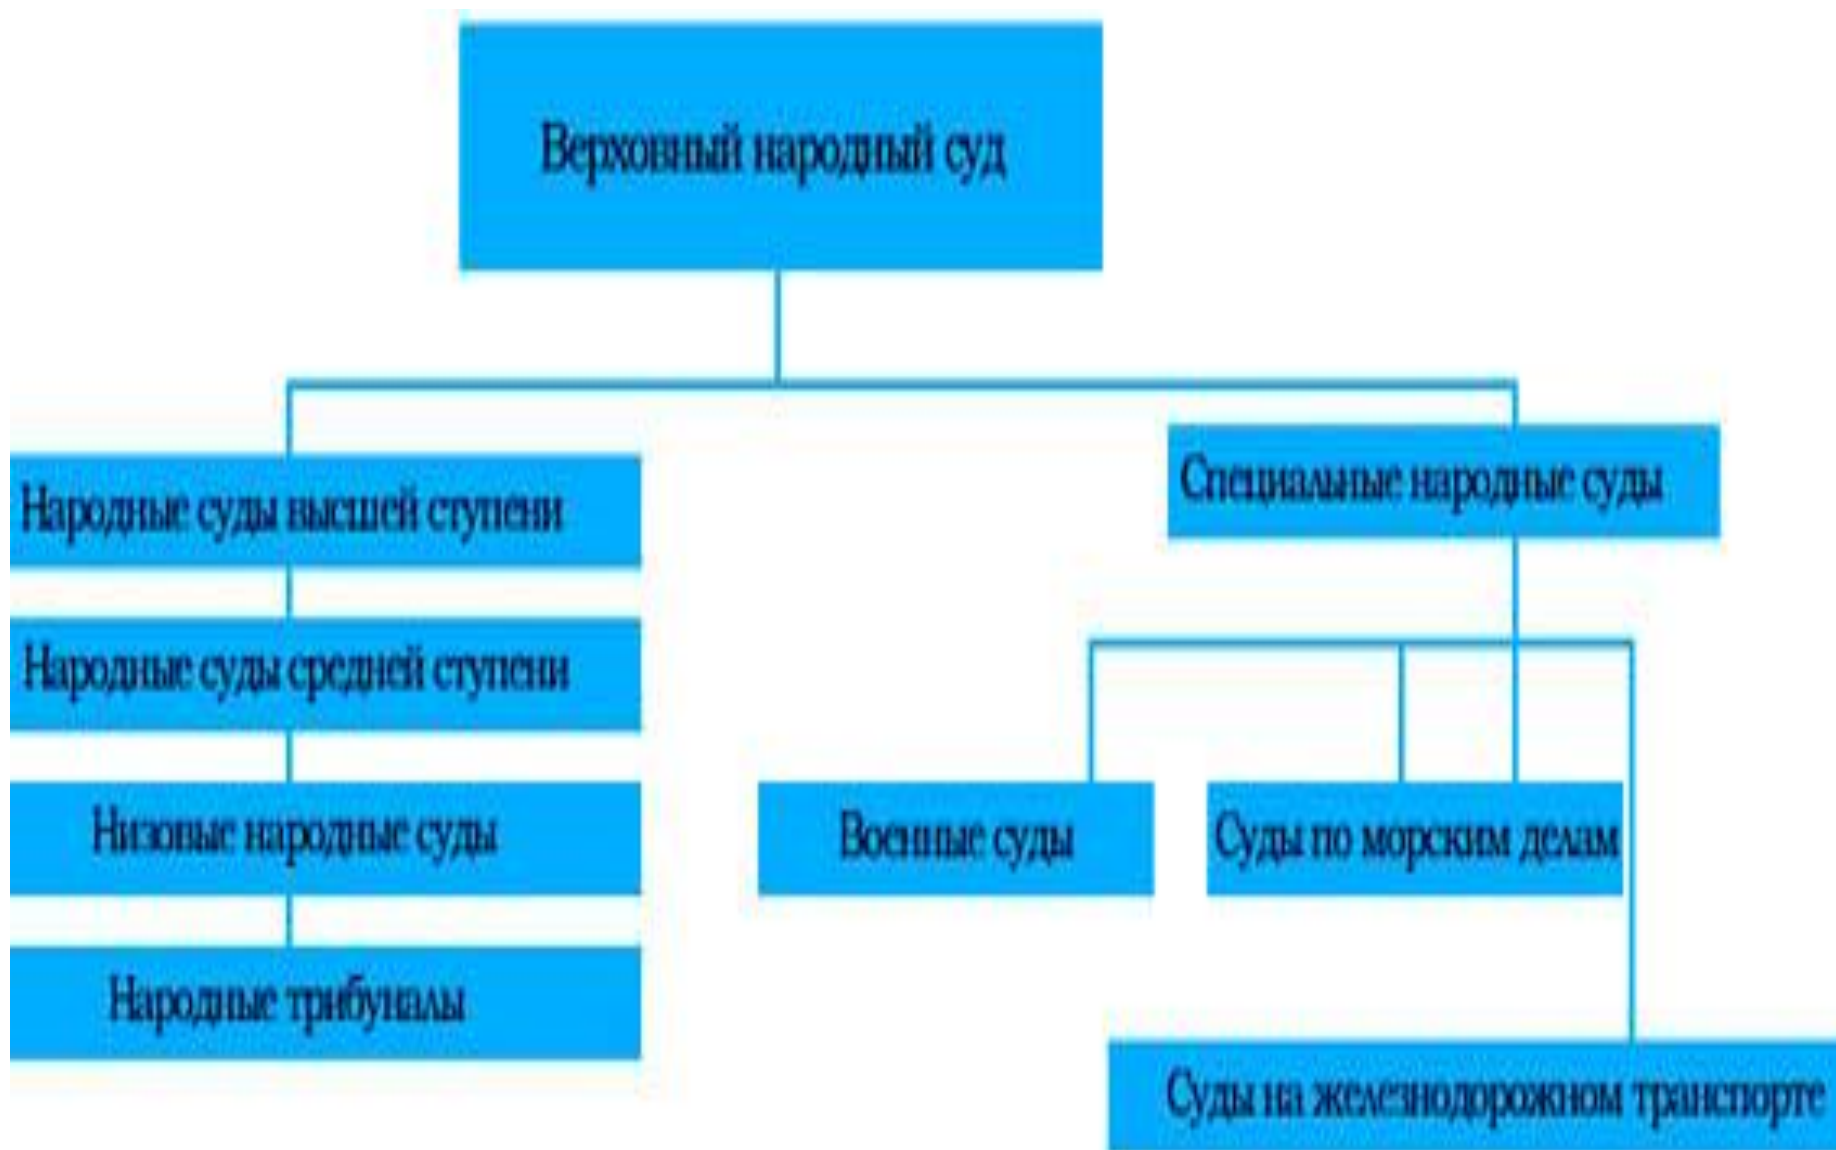 Верховный народный суд
Специальные народные суды
Народные суды высшей ступени
Народные суды средней ступени
Низовые народные суды
Военные суды
Суды по морским делам
Народные трибуналы
Суды на железнодорожном транспорте